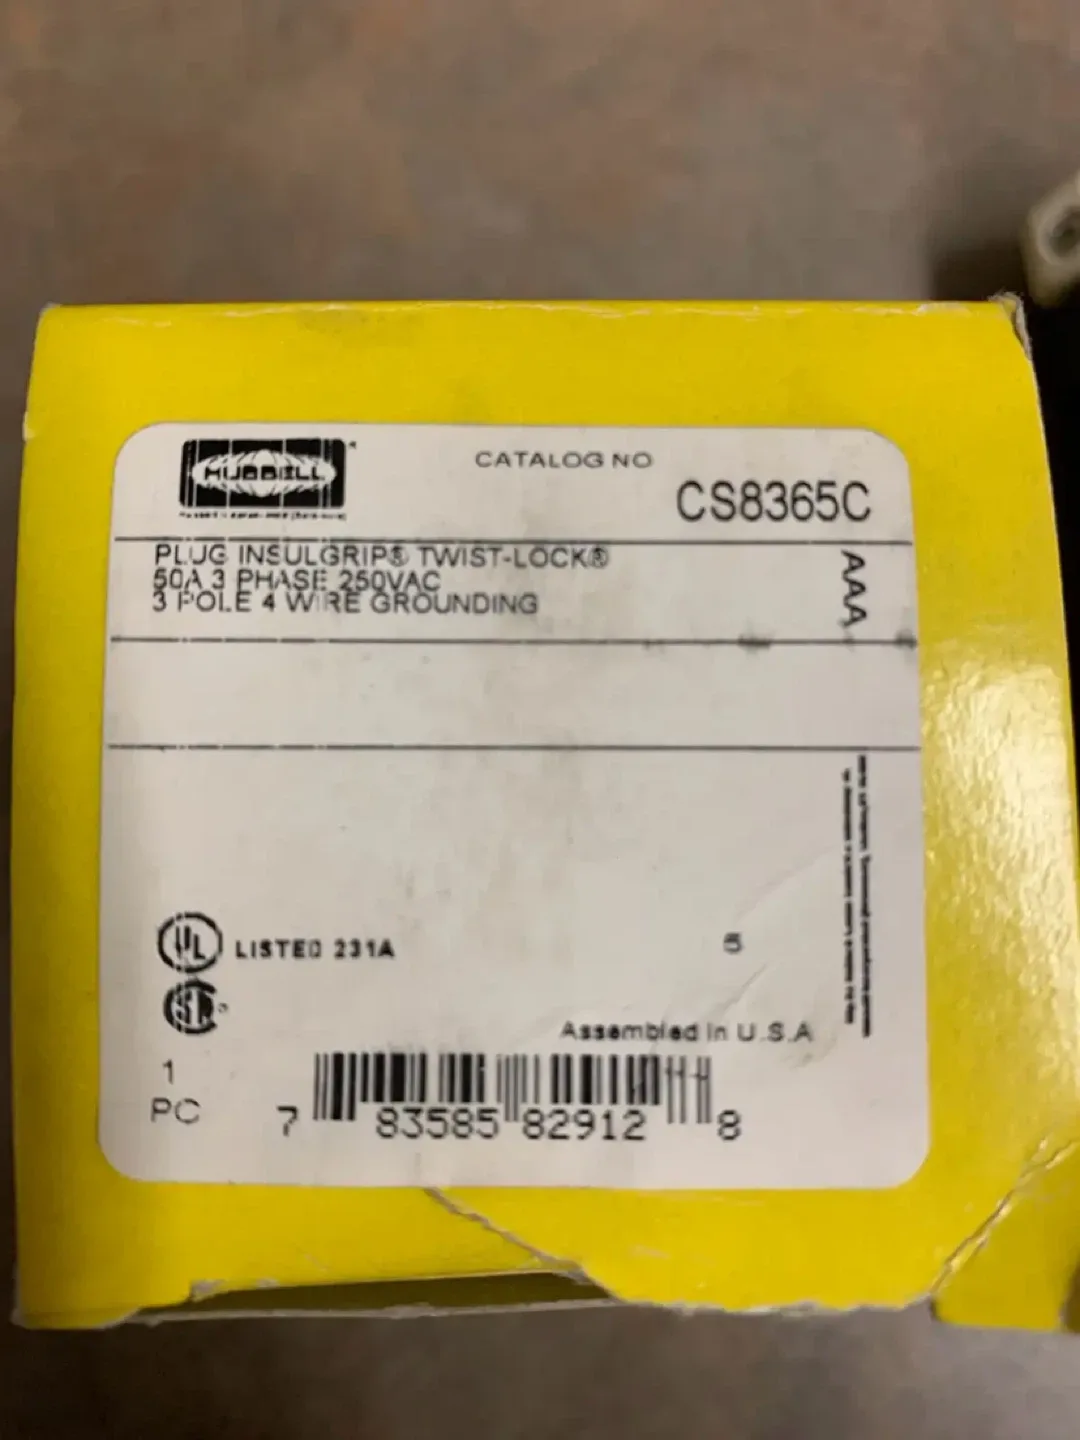 HUBBELL
CATALOG NO
CS8365C
PLUG INSULGRIP® TWIST-LOCK®
50A 3 PHASE 250VAC
3 POLE 4 WIRE GROUNDING
AAA
UL LISTED 231A
5
Assembled in U.S.A
1
PC
7 83585 82912 8